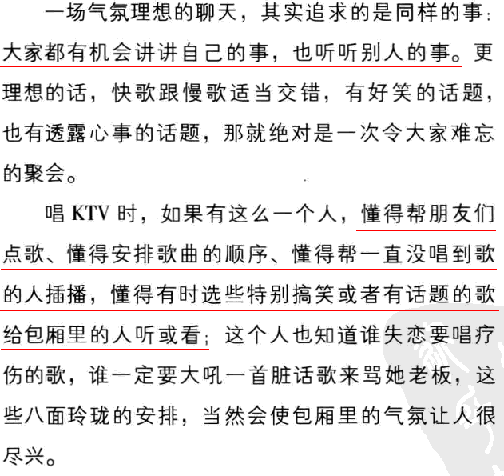 一场气氛理想的聊天，其实追求的是同样的事：
大家都有机会讲讲自己的事，也听听别人的事。更
理想的话，快歌跟慢歌适当交错，有好笑的话题，
也有透露心事的话题，那就绝对是一次令大家难忘
的聚会。
唱 KTV 时，如果有这么一个人，懂得帮朋友们
点歌、懂得安排歌曲的顺序、懂得帮一直没唱到歌
的人插播，懂得有时选些特别搞笑或者有话题的歌
给包厢里的人听或看；这个人也知道谁失恋要唱疗
伤的歌，谁一定要大吼一首脏话歌来骂她老板，这
些八面玲珑的安排，当然会使包厢里的气氛让人很
尽兴。